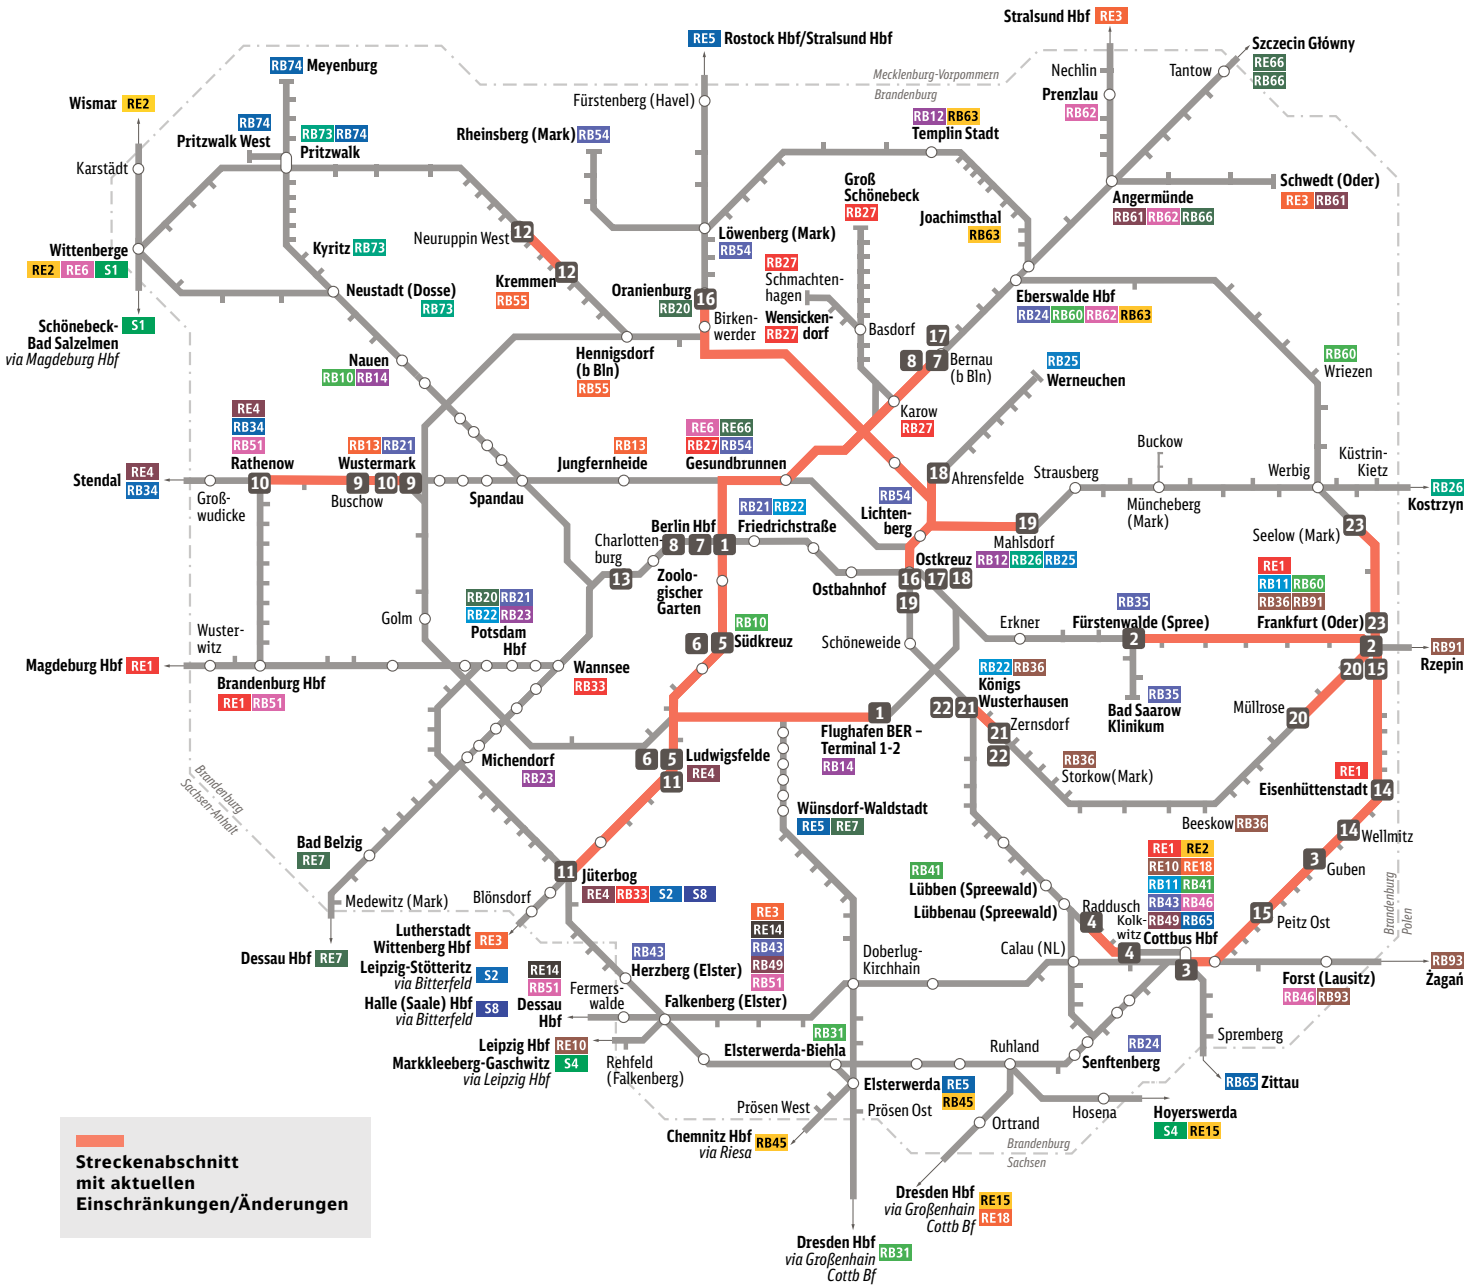 Stralsund Hbf RE3
RE5 Rostock Hbf/Stralsund Hbf
Szczecin Główny
RE66
RB66
RB74 Meyenburg
Mecklenburg-Vorpommern
Brandenburg
Nechlin
Tantow
Prenzlau
RB62
Wismar RE2
Fürstenberg (Havel)
RB74
Pritzwalk West
RB73 RB74
Pritzwalk
Rheinsberg (Mark) RB54
RB12 RB63
Templin Stadt
Karstädt
Groß
Schönebeck
RB27
Schwedt (Oder)
RE3 RB61
Angermünde
RB61 RB62 RB66
Joachimsthal
RB63
Neuruppin West
12
Löwenberg (Mark)
RB54
Wittenberge
RE2 RE6 S1
Kyritz RB73
12
Kremmen
RB55
RB27
Schmachten-
hagen
Wensicken-
dorf
RB27
Oranienburg
RB20
16
Neustadt (Dosse)
RB73
Eberswalde Hbf
RB24 RB60 RB62 RB63
Schönebeck-
Bad Salzelmen
via Magdeburg Hbf
S1
Birken-
werder
Basdorf
17
8 7
Bernau
(b Bln)
Hennigsdorf
(b Bln)
RB55
Nauen
RB10 RB14
RB25
Werneuchen
RB60
Wriezen
Karow
RB27
RE4
RB34
RB51
Rathenow
RB13 RB21
Wustermark
RB13
Jungfernheide
RE6 RE66
RB27 RB54
Gesundbrunnen
Buckow
Küstrin-
Kietz
Stendal RE4
RB34
Groß-
wudicke
10
9 10 9
Buschow
Spandau
18
Ahrensfelde
Strausberg
Müncheberg
(Mark)
Werbig
RB26
Kostrzyn
RB54
Lichten-
berg
RB21 RB22
Friedrichstraße
Berlin Hbf
8 7 1
Charlotten-
burg
19
Mahlsdorf
RB12 RB26 RB25
23
Seelow (Mark)
13
Zoolo-
gischer
Garten
Ostbahnhof
Ostkreuz
16 17 18
19
RE1
RB11 RB60
RB36 RB91
Frankfurt (Oder)
RB20 RB21
RB22 RB23
Potsdam
Hbf
Golm
RB10
Südkreuz
6 5
Schöneweide
Erkner
RB35
Fürstenwalde (Spree)
2
23
2
20 15
RB91
Rzepin
Wuster-
witz
Magdeburg Hbf RE1
Brandenburg Hbf
RE1 RB51
Wannsee
RB33
RB22 RB36
Königs
Wusterhausen
22 21
Zernsdorf
21
22
RB35
Bad Saarow
Klinikum
Müllrose
20
1
Flughafen BER –
Terminal 1-2
RB14
Michendorf
RB23
6 5
11
Ludwigsfelde
RE4
RB36
Storkow(Mark)
RE1
Eisenhüttenstadt
14
Brandenburg
Sachsen-Anhalt
Wünsdorf-Waldstadt
RE5 RE7
Beeskow RB36
14
Wellmitz
Bad Belzig
RE7
11
Jüterbog
RE4 RB33 S2 S8
RB41
Lübben (Spreewald)
RE1 RE2
RE10 RE18
RB11 RB41
RB43 RB46
RB49 RB65
Cottbus Hbf
3
Guben
Medewitz (Mark)
Blönsdorf
Lübbenau (Spreewald)
Raddusch
4
Kolk-
witz
4
15
Peitz Ost
Brandenburg
Polen
Lutherstadt
Wittenberg Hbf
RE3
Leipzig-Stötteritz
via Bitterfeld
S2
Halle (Saale) Hbf
via Bitterfeld
S8
Dessau Hbf RE7
RE3
RE14
RB43
RB49
RB51
Falkenberg (Elster)
RB43
Herzberg (Elster)
RE14
RB51
Dessau
Hbf
Fermers-
walde
Doberlug-
Kirchhain
Calau (NL)
3
Forst (Lausitz)
RB46 RB93
RB93
Żagań
Leipzig Hbf RE10
Markkleeberg-Gaschwitz
via Leipzig Hbf
S4
Rehfeld
(Falkenberg)
RB31
Elsterwerda-Biehla
Ruhland
RB24
Senftenberg
Spremberg
RB65 Zittau
Elsterwerda RE5
RB45
Prösen West
Prösen Ost
Chemnitz Hbf
via Riesa
RB45
Ortrand
Hosena
Hoyerswerda
S4 RE15
Brandenburg
Sachsen
Dresden Hbf
via Großenhain
Cottb Bf
RE15
RE18
Dresden Hbf
via Großenhain
Cottb Bf
RB31
Streckenabschnitt
mit aktuellen
Einschränkungen/Änderungen